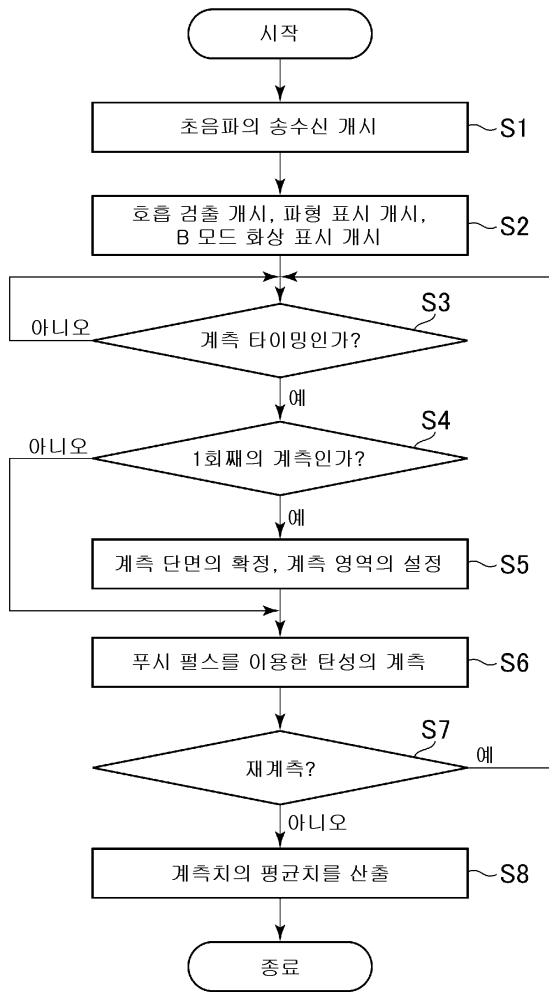 시작
초음파의 송수신 개시
S1
호흡 검출 개시, 파형 표시 개시,
B 모드 화상 표시 개시
S2
S3
아니오
계측 타이밍인가?
예
S4
아니오
1회째의 계측인가?
예
계측 단면의 확정, 계측 영역의 설정
S5
푸시 펄스를 이용한 탄성의 계측
S6
S7
재계측?
예
아니오
계측치의 평균치를 산출
S8
종료